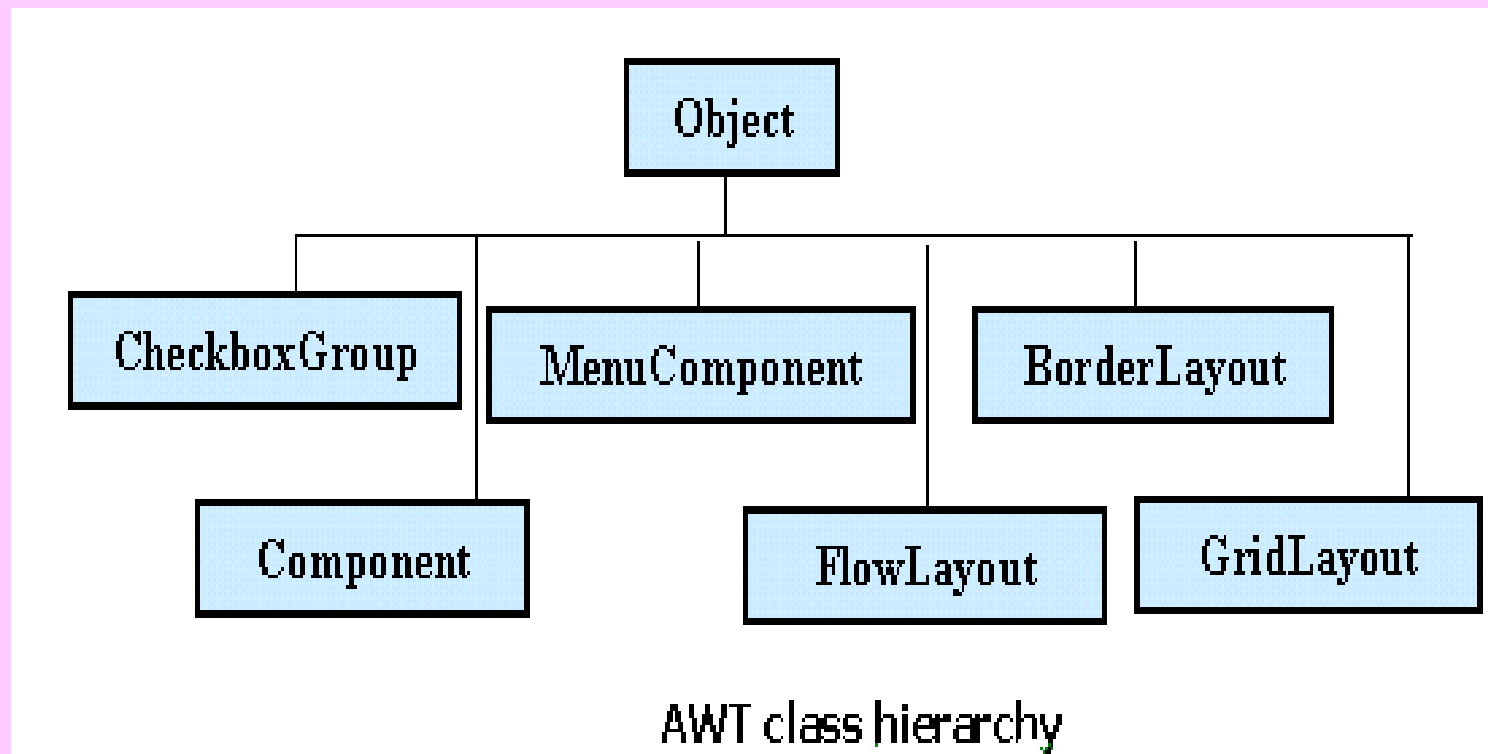 Object
CheckboxGroup
MenuComponent
BorderLayout
Component
FlowLayout
GridLayout
AWT class hierarchy